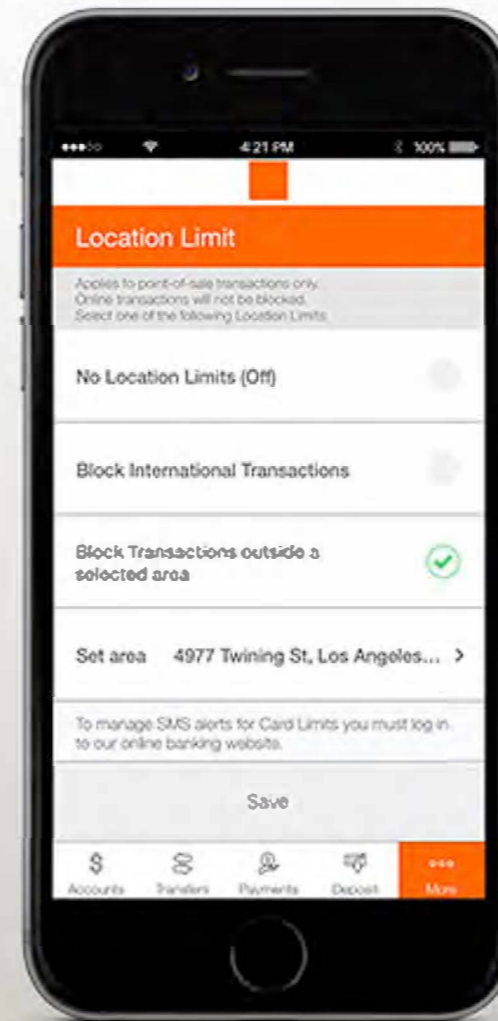 4:21 PM
100%
Location Limit
Applies to point-of-sale transactions only.
Online transactions will not be blocked.
Select one of the following Location Limits
No Location Limits (Off)
Block International Transactions
Block Transactions outside a
selected area
Set area 4977 Twining St, Los Angeles... >
To manage SMS alerts for Card Limits you must log in
to our online banking website.
Save
$
Accounts Transfers Payments Deposit More